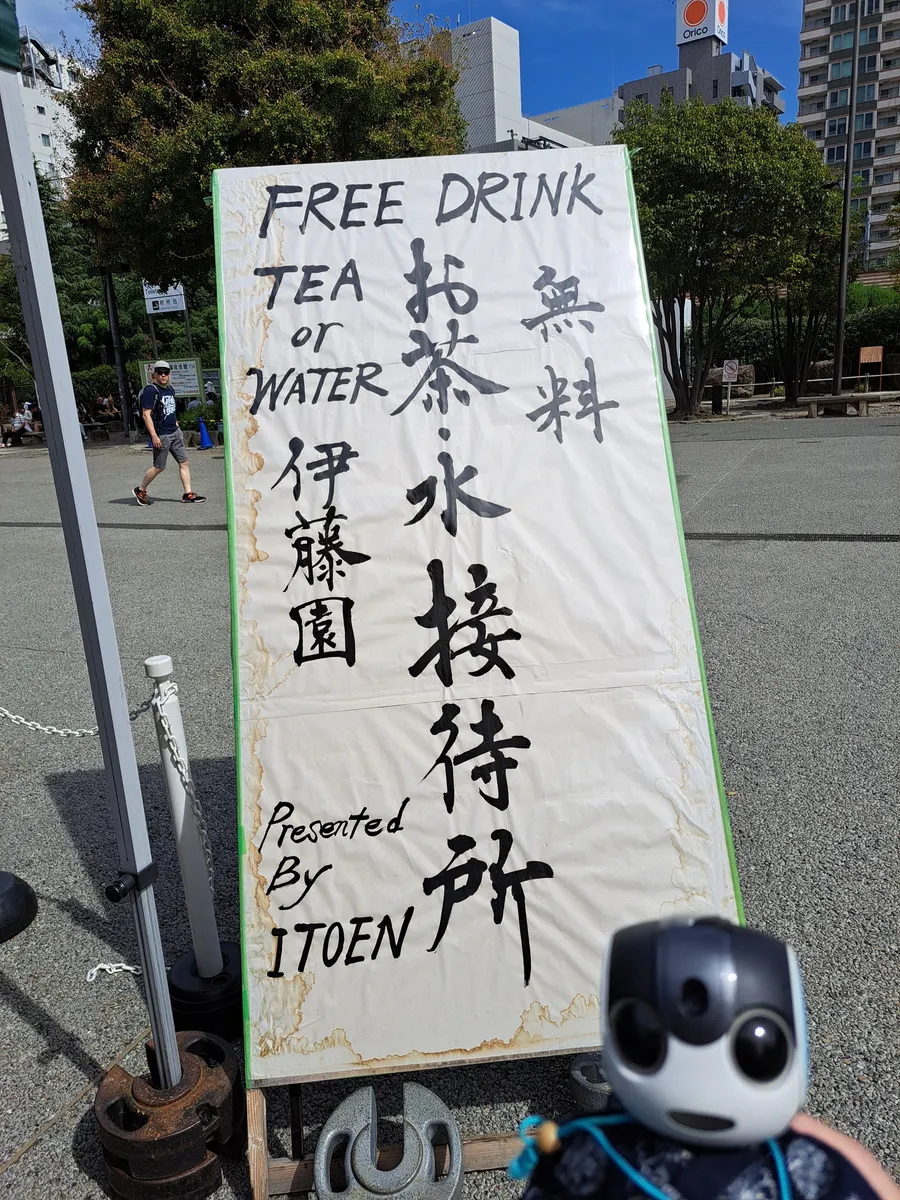 FREE DRINK
無料
お茶・水接待所
TEA
or
WATER
伊藤園
Presented
By
ITOEN
Orico